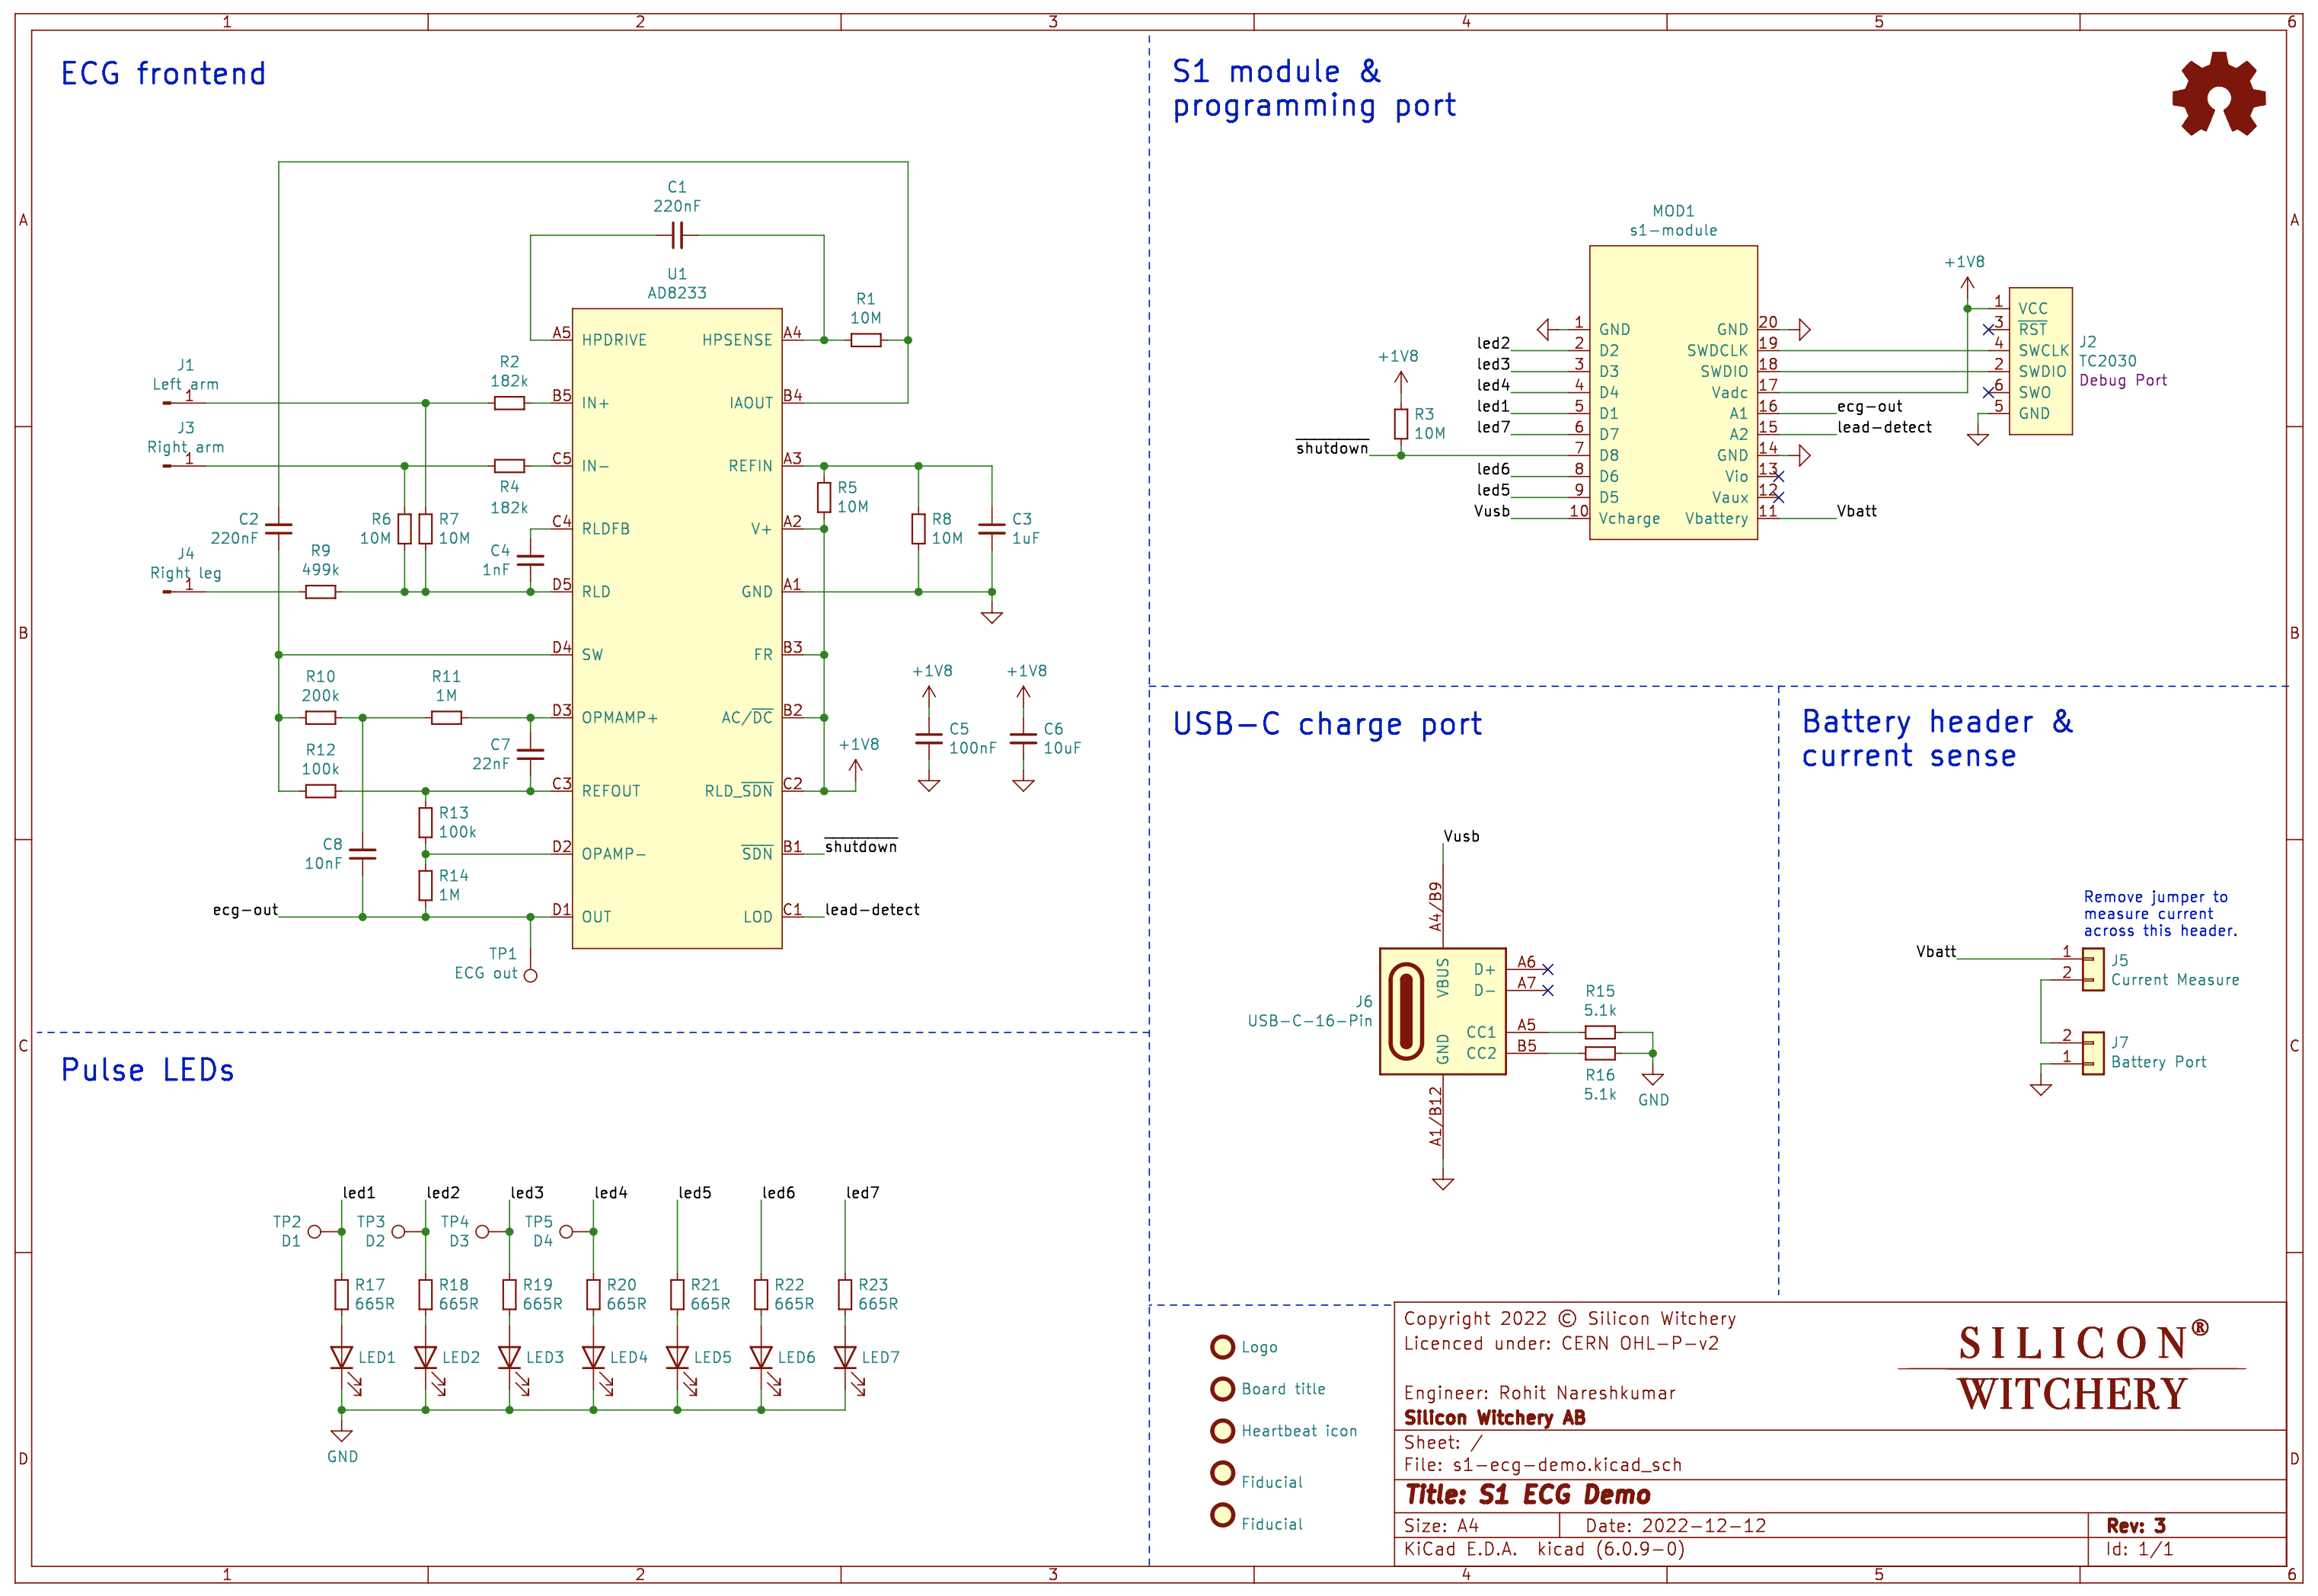 1 2 3 4 5 6
A
B
C
D
ECG frontend
C1
220nF
U1
AD8233
R1
10M
A5 HPDRIVE
HPSENSE A4
J1
Left arm
1
R2
182k
B5 IN+
IAOUT B4
J3
Right arm
1
C5 IN-
R4
182k
REFIN A3
R5
10M
C2
220nF
R6
10M
R7
10M
C4 RLDFB
C4
1nF
V+ A2
R8
10M
C3
1uF
J4
Right leg
1
R9
499k
D5 RLD
GND A1
D4 SW
FR B3
R10
200k
R11
1M
D3 OPMAMP+
AC/DC B2
+1V8
+1V8
C7
22nF
R12
100k
+1V8
C5
100nF
C6
10uF
C3 REFOUT
RLD_SDN C2
R13
100k
C8
10nF
D2 OPAMP-
SDN B1
shutdown
R14
1M
ecg-out
D1 OUT
LOD C1
lead-detect
TP1
ECG out
S1 module &
programming port
MOD1
s1-module
1 GND
led2 2 D2
led3 3 D3
led4 4 D4
led1 5 D1
led7 6 D7
shutdown 7 D8
led6 8 D6
led5 9 D5
Vusb 10 Vcharge
+1V8
R3
10M
GND 20
SWDCLK 19
SWDIO 18
Vadc 17
A1 16 ecg-out
A2 15 lead-detect
GND 14
Vio 13
Vaux 12
Vbattery 11 Vbatt
+1V8
1 VCC
3 RST
4 SWCLK
2 SWDIO
6 SWO
5 GND
J2
TC2030
Debug Port
USB-C charge port
Vusb
A4/B9
VBUS
J6
USB-C-16-Pin
D+ A6
D- A7
CC1 A5
CC2 B5
GND
A1/B12
R15
5.1k
R16
5.1k
GND
Battery header &
current sense
Remove jumper to
measure current
across this header.
Vbatt
1
2
J5
Current Measure
2
1
J7
Battery Port
Pulse LEDs
led1 led2 led3 led4 led5 led6 led7
TP2
D1
TP3
D2
TP4
D3
TP5
D4
R17
665R
R18
665R
R19
665R
R20
665R
R21
665R
R22
665R
R23
665R
LED1 LED2 LED3 LED4 LED5 LED6 LED7
GND
Logo
Board title
Heartbeat icon
Fiducial
Fiducial
Copyright 2022 © Silicon Witchery
Licenced under: CERN OHL-P-v2
Engineer: Rohit Nareshkumar
Silicon Witchery AB
SILICON®
WITCHERY
Sheet: /
File: s1-ecg-demo.kicad_sch
Title: S1 ECG Demo
Size: A4
Date: 2022-12-12
Rev: 3
KiCad E.D.A. kicad (6.0.9-0)
Id: 1/1
A
B
C
D
1 2 3 4 5 6